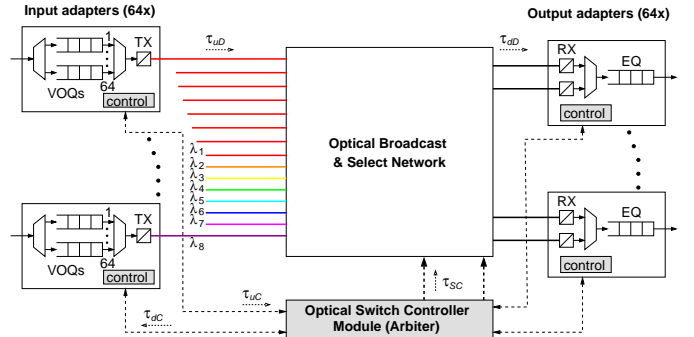 Input adapters (64x)
Output adapters (64x)
1
TX
64
VOQs
control
τuD
τdD
RX
EQ
control
Optical Broadcast
& Select Network
λ1
λ2
λ3
λ4
λ5
λ6
λ7
λ8
1
TX
64
VOQs
control
RX
EQ
control
τSC
τuC
τdC
Optical Switch Controller
Module (Arbiter)